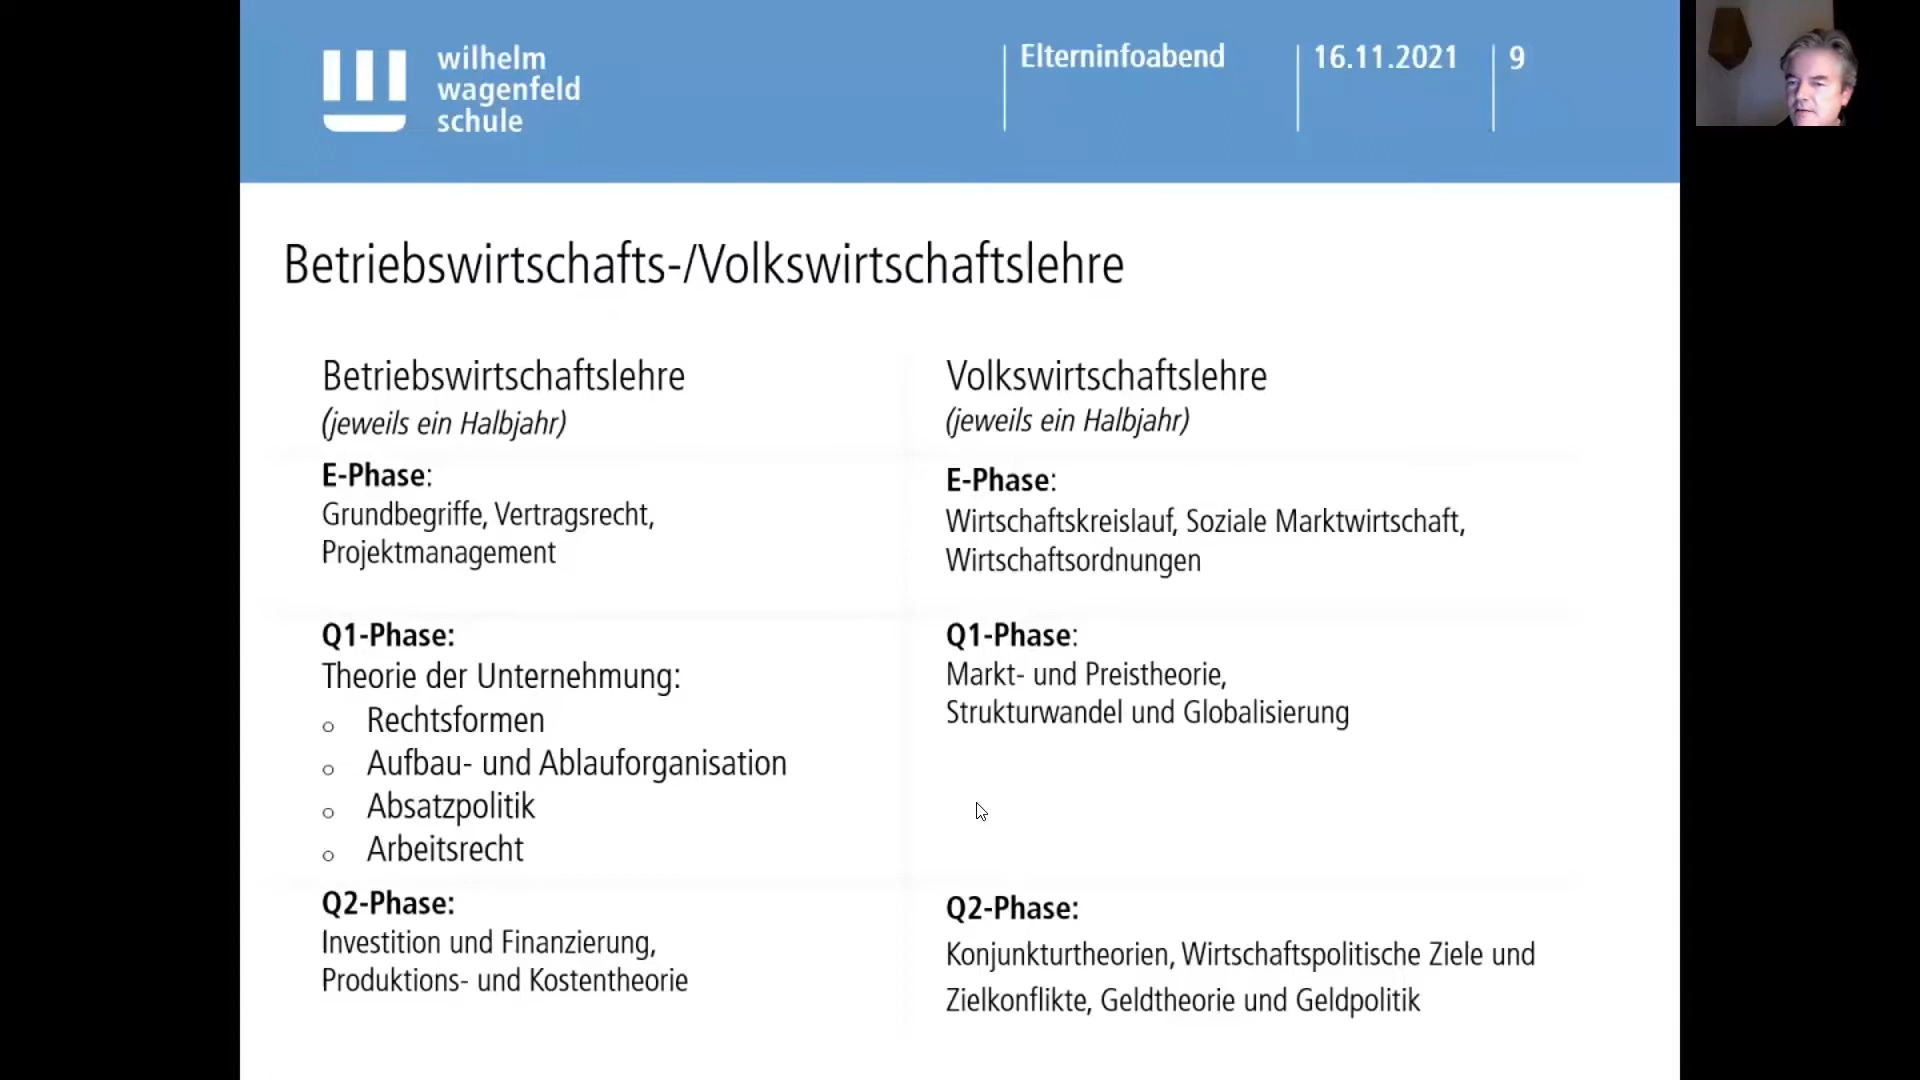 wilhelm
wagenfeld
schule
Elterninfoabend
16.11.2021
9
Betriebswirtschafts-/Volkswirtschaftslehre
Betriebswirtschaftslehre
(jeweils ein Halbjahr)
E-Phase:
Grundbegriffe, Vertragsrecht,
Projektmanagement
Q1-Phase:
Theorie der Unternehmung:
o Rechtsformen
o Aufbau- und Ablauforganisation
o Absatzpolitik
o Arbeitsrecht
Q2-Phase:
Investition und Finanzierung,
Produktions- und Kostentheorie
Volkswirtschaftslehre
(jeweils ein Halbjahr)
E-Phase:
Wirtschaftskreislauf, Soziale Marktwirtschaft,
Wirtschaftsordnungen
Q1-Phase:
Markt- und Preistheorie,
Strukturwandel und Globalisierung
Q2-Phase:
Konjunkturtheorien, Wirtschaftspolitische Ziele und
Zielkonflikte, Geldtheorie und Geldpolitik